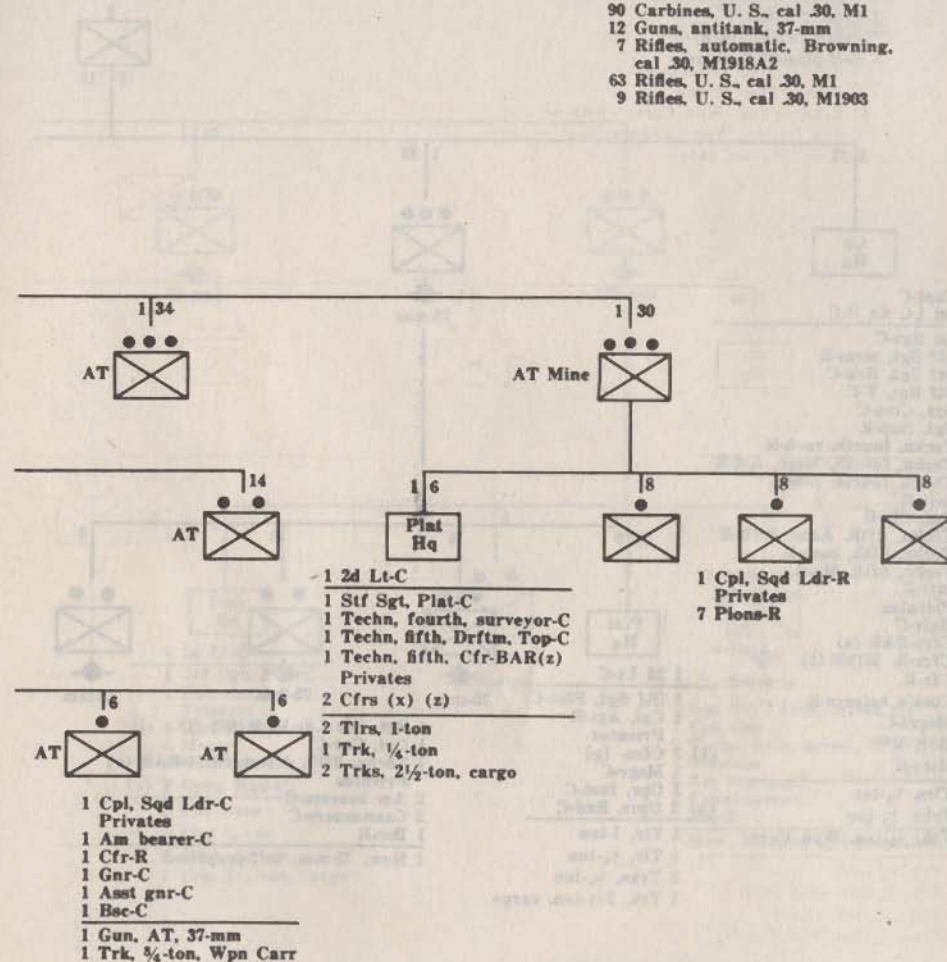 90 Carbines, U. S., cal .30, M1
12 Guns, antitank, 37-mm
7 Rifles, automatic, Browning,
cal .30, M1918A2
63 Rifles, U. S., cal .30, M1
9 Rifles, U. S., cal .30, M1903
1 34
1 30
AT
AT Mine
14
1 6
8
8
8
AT
Plat
Hq
1 2d Lt-C
1 Stf Sgt, Plat-C
1 Techn, fourth, surveyor-C
1 Techn, fifth, Drftm, Top-C
1 Techn, fifth, Cfr-BAR(z)
Privates
2 Cfrs (x) (z)
2 Tlrs, 1-ton
1 Trk, ¼-ton
2 Trks, 2½-ton, cargo
1 Cpl, Sqd Ldr-R
Privates
7 Pions-R
6
6
AT
AT
1 Cpl, Sqd Ldr-C
Privates
1 Am bearer-C
1 Cfr-R
1 Gnr-C
1 Asst gnr-C
1 Bsc-C
1 Gun, AT, 37-mm
1 Trk, ¾-ton, Wpn Carr